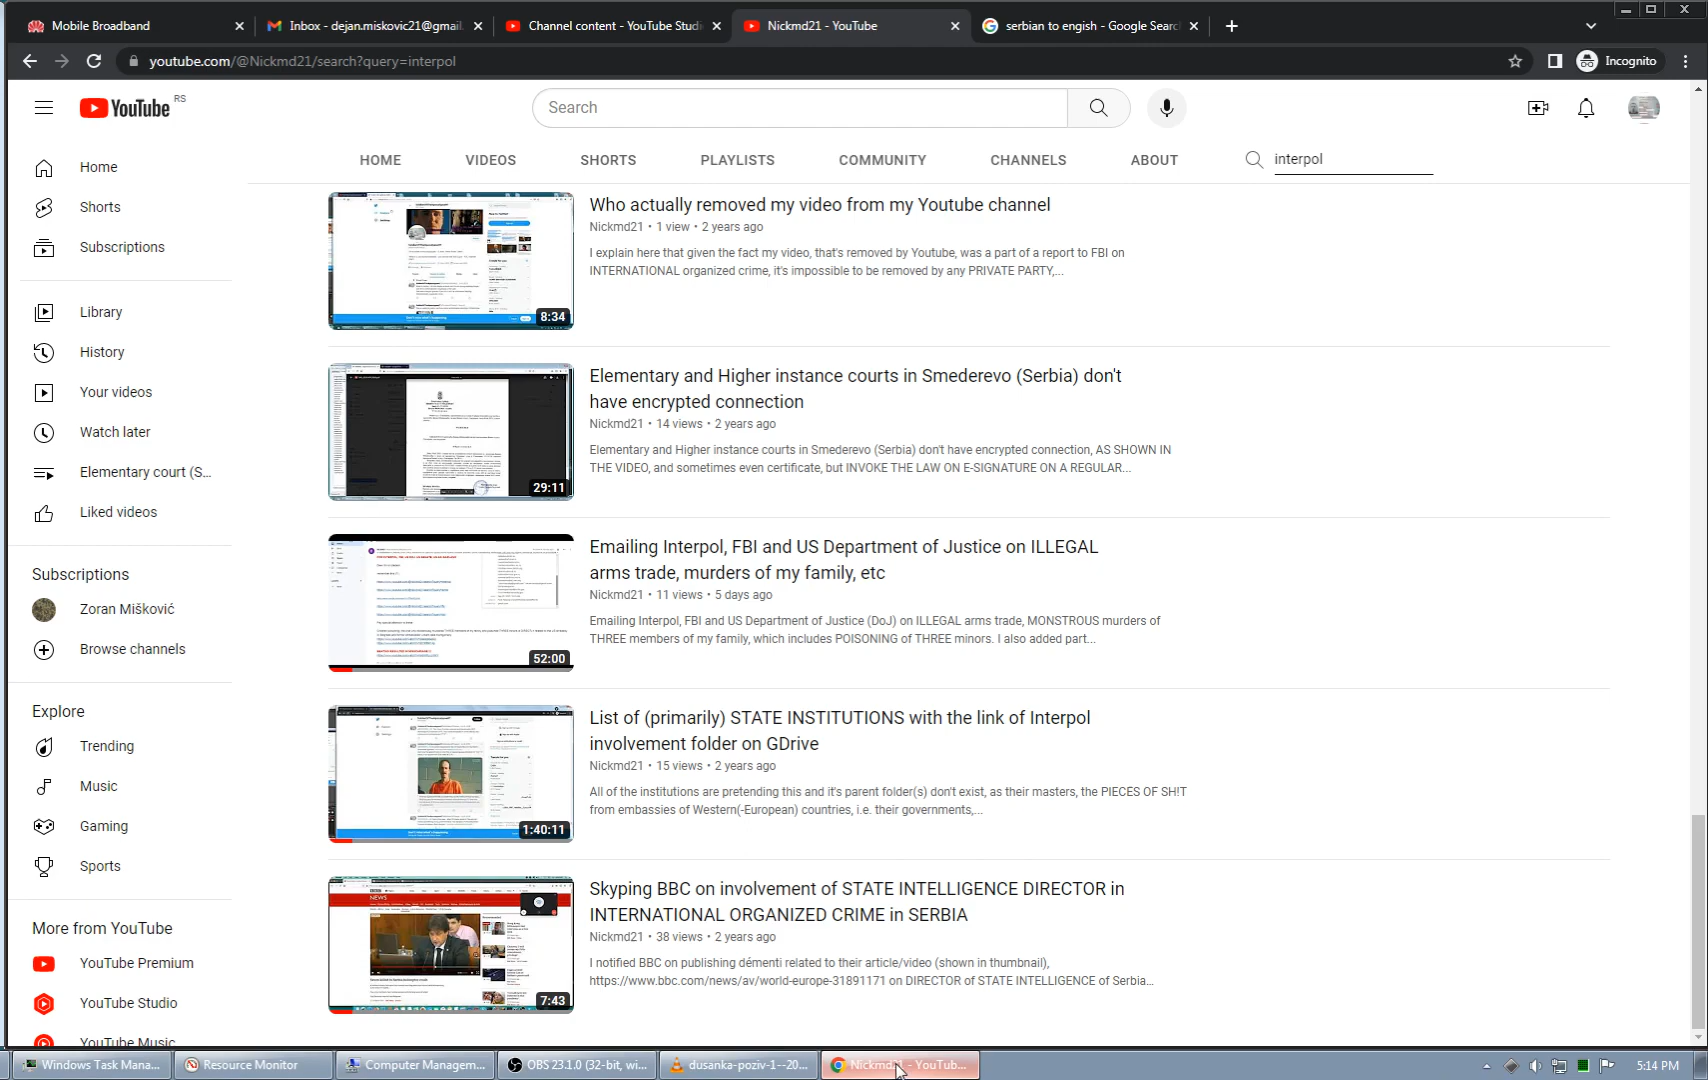 Mobile Broadband
Inbox - dejan.miskovic21@gmail.
Channel content - YouTube Studi
Nickmd21 - YouTube
serbian to engish - Google Searc
youtube.com/@Nickmd21/search?query=interpol
Incognito
YouTube RS
Search
HOME
VIDEOS
SHORTS
PLAYLISTS
COMMUNITY
CHANNELS
ABOUT
interpol
Home
Shorts
Subscriptions
Library
History
Your videos
Watch later
Elementary court (S...
Liked videos
Subscriptions
Zoran Mišković
Browse channels
Explore
Trending
Music
Gaming
Sports
More from YouTube
YouTube Premium
YouTube Studio
YouTube Music
8:34
Who actually removed my video from my Youtube channel
Nickmd21 • 1 view • 2 years ago
I explain here that given the fact my video, that's removed by Youtube, was a part of a report to FBI on
INTERNATIONAL organized crime, it's impossible to be removed by any PRIVATE PARTY,...
29:11
Elementary and Higher instance courts in Smederevo (Serbia) don't
have encrypted connection
Nickmd21 • 14 views • 2 years ago
Elementary and Higher instance courts in Smederevo (Serbia) don't have encrypted connection, AS SHOWN IN
THE VIDEO, and sometimes even certificate, but INVOKE THE LAW ON E-SIGNATURE ON A REGULAR...
52:00
Emailing Interpol, FBI and US Department of Justice on ILLEGAL
arms trade, murders of my family, etc
Nickmd21 • 11 views • 5 days ago
Emailing Interpol, FBI and US Department of Justice (DoJ) on ILLEGAL arms trade, MONSTROUS murders of
THREE members of my family, which includes POISONING of THREE minors. I also added part...
1:40:11
List of (primarily) STATE INSTITUTIONS with the link of Interpol
involvement folder on GDrive
Nickmd21 • 15 views • 2 years ago
All of the institutions are pretending this and it's parent folder(s) don't exist, as their masters, the PIECES OF SH!T
from embassies of Western(-European) countries, i.e. their governments,...
NEWS
7:43
Skyping BBC on involvement of STATE INTELLIGENCE DIRECTOR in
INTERNATIONAL ORGANIZED CRIME in SERBIA
Nickmd21 • 38 views • 2 years ago
I notified BBC on publishing démenti related to their article/video (shown in thumbnail),
https://www.bbc.com/news/av/world-europe-31891171 on DIRECTOR of STATE INTELLIGENCE of Serbia...
Windows Task Mana...
Resource Monitor
Computer Managem...
OBS 23.1.0 (32-bit, wi...
dusanka-poziv-1--20...
Nickmd21 - YouTub...
5:14 PM